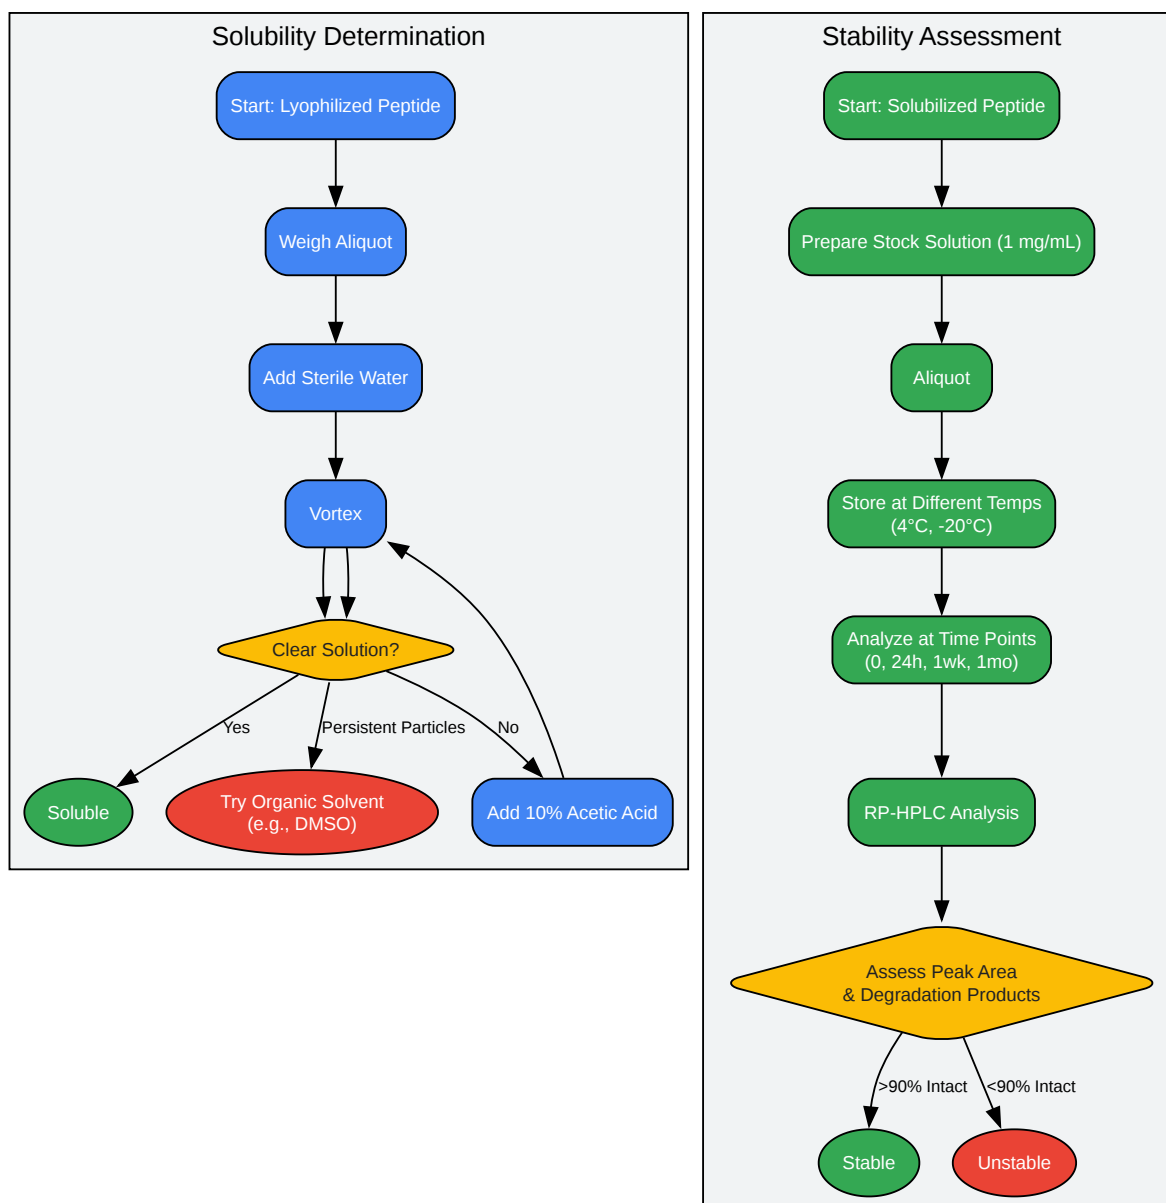 Solubility Determination
Start: Lyophilized Peptide
Weigh Aliquot
Add Sterile Water
Vortex
Clear Solution?
Yes
Persistent Particles
No
Soluble
Try Organic Solvent
(e.g., DMSO)
Add 10% Acetic Acid
Stability Assessment
Start: Solubilized Peptide
Prepare Stock Solution (1 mg/mL)
Aliquot
Store at Different Temps
(4°C, -20°C)
Analyze at Time Points
(0, 24h, 1wk, 1mo)
RP-HPLC Analysis
Assess Peak Area
& Degradation Products
>90% Intact
<90% Intact
Stable
Unstable